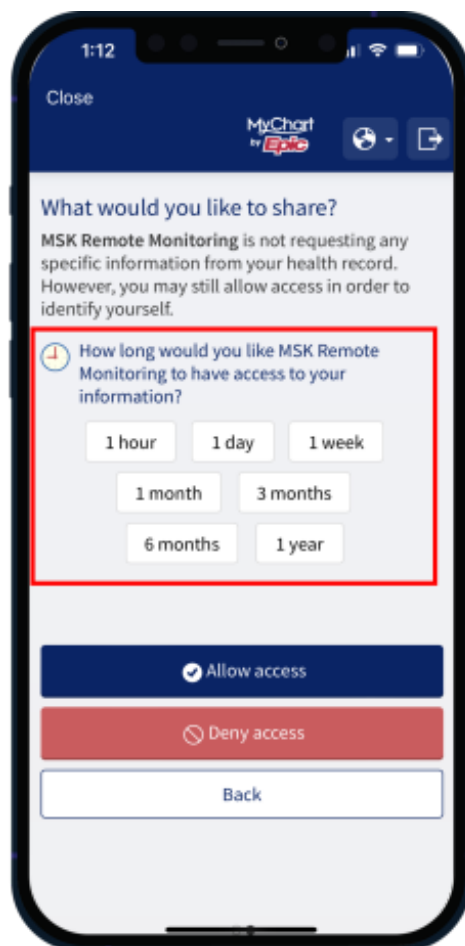 1:12
Close
MyChart
by Epic
What would you like to share?
MSK Remote Monitoring is not requesting any
specific information from your health record.
However, you may still allow access in order to
identify yourself.
How long would you like MSK Remote
Monitoring to have access to your
information?
1 hour 1 day 1 week
1 month 3 months
6 months 1 year
Allow access
Deny access
Back